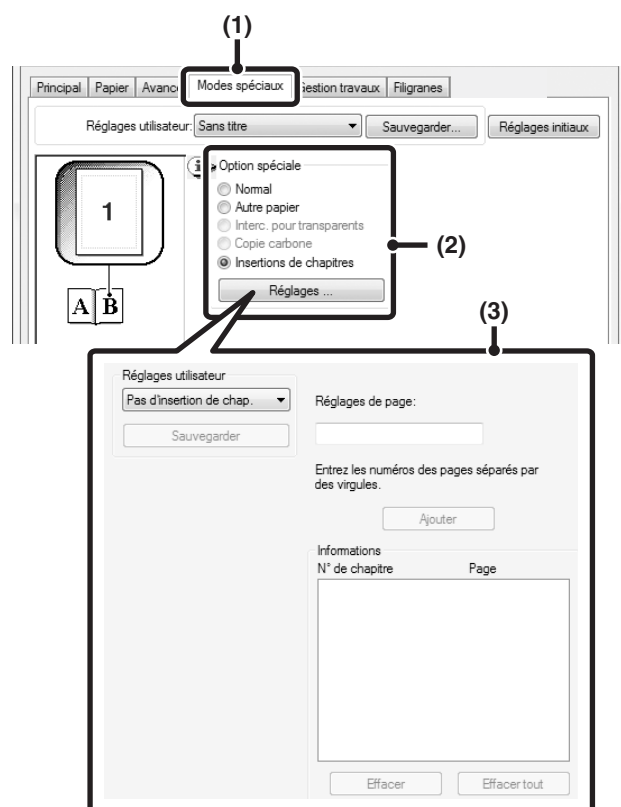 (1)
Principal Papier Avancé Modes spéciaux Gestion travaux Filigranes
Réglages utilisateur: Sans titre Sauvegarder... Réglages initiaux
1
A B
Option spéciale
Normal
Autre papier
Interc. pour transparents
Copie carbone
Insertions de chapitres
Réglages ...
(2)
(3)
Réglages utilisateur
Pas d'insertion de chap.
Sauvegarder
Réglages de page:
Entrez les numéros des pages séparés par
des virgules.
Ajouter
Informations
N° de chapitre Page
Effacer Effacer tout